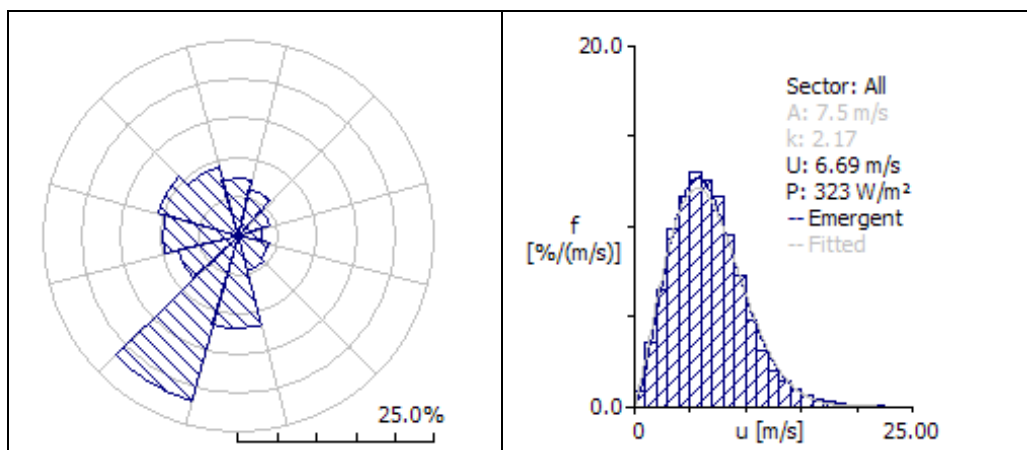 25.0%
20.0
Sector: All
A: 7.5 m/s
k: 2.17
U: 6.69 m/s
P: 323 W/m²
-- Emergent
-- Fitted
f
[%/(m/s)]
0.0
0
u [m/s]
25.00